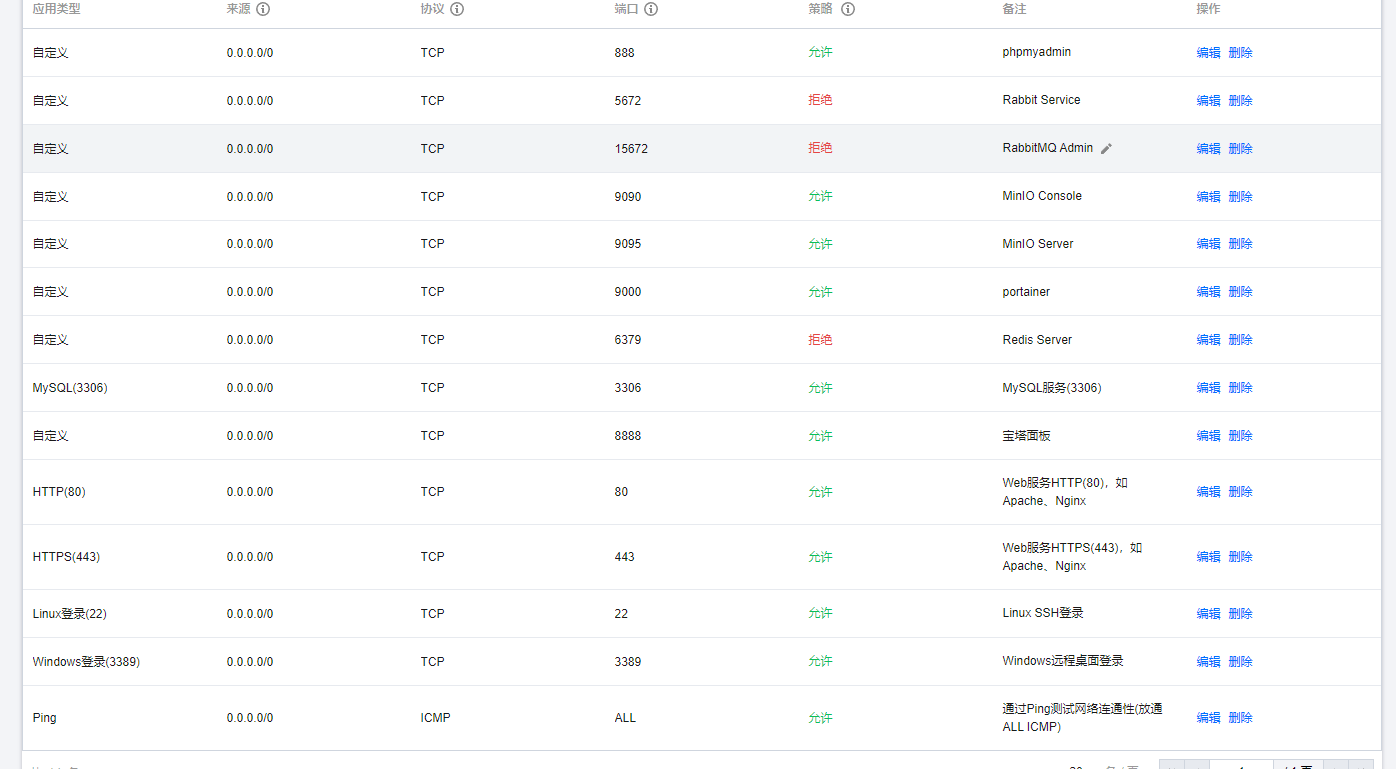 应用类型 来源 协议 端口 策略 备注 操作
自定义 0.0.0.0/0 TCP 888 允许 phpmyadmin 编辑 删除
自定义 0.0.0.0/0 TCP 5672 拒绝 Rabbit Service 编辑 删除
自定义 0.0.0.0/0 TCP 15672 拒绝 RabbitMQ Admin 编辑 删除
自定义 0.0.0.0/0 TCP 9090 允许 MinIO Console 编辑 删除
自定义 0.0.0.0/0 TCP 9095 允许 MinIO Server 编辑 删除
自定义 0.0.0.0/0 TCP 9000 允许 portainer 编辑 删除
自定义 0.0.0.0/0 TCP 6379 拒绝 Redis Server 编辑 删除
MySQL(3306) 0.0.0.0/0 TCP 3306 允许 MySQL服务(3306) 编辑 删除
自定义 0.0.0.0/0 TCP 8888 允许 宝塔面板 编辑 删除
HTTP(80) 0.0.0.0/0 TCP 80 允许 Web服务HTTP(80)，如
Apache、Nginx 编辑 删除
HTTPS(443) 0.0.0.0/0 TCP 443 允许 Web服务HTTPS(443)，如
Apache、Nginx 编辑 删除
Linux登录(22) 0.0.0.0/0 TCP 22 允许 Linux SSH登录 编辑 删除
Windows登录(3389) 0.0.0.0/0 TCP 3389 允许 Windows远程桌面登录 编辑 删除
Ping 0.0.0.0/0 ICMP ALL 允许 通过Ping测试网络连通性(放通
ALL ICMP) 编辑 删除